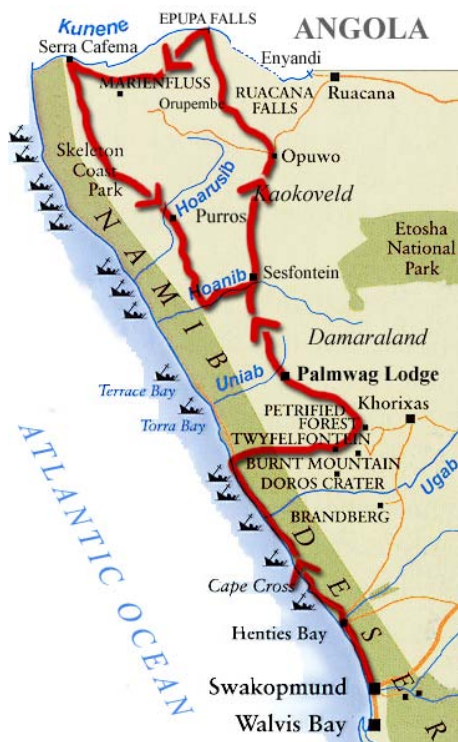 EPUPA FALLS
ANGOLA
Kunene
Serra Cafema
Enyandi
MARIENFLUSS
Orupembe
RUACANA
FALLS
Ruacana
Skeleton
Coast
Park
Opuwo
Hoarusib
Kaokoveld
Purros
Etosha
National
Park
Hoanib
Sesfontein
NAMIB
Damaraland
Uniab
Palmwag Lodge
Terrace Bay
Torra Bay
PETRIFIED
FOREST
Khorixas
TWYFELFONTEIN
BURNT MOUNTAIN
DOROS CRATER
Ugab
BRANDBERG
ATLANTIC OCEAN
DESER
Cape Cross
Henties Bay
Swakopmund
Walvis Bay